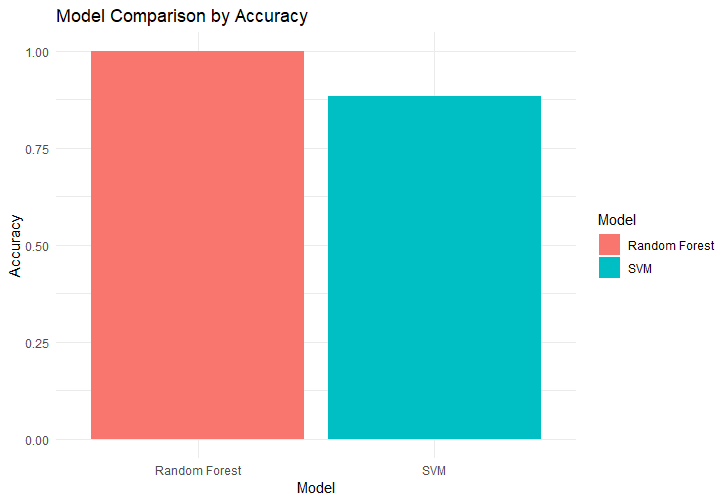 Model Comparison by Accuracy
1.00
0.75
0.50
0.25
0.00
Accuracy
Random Forest
SVM
Model
Model
Random Forest
SVM